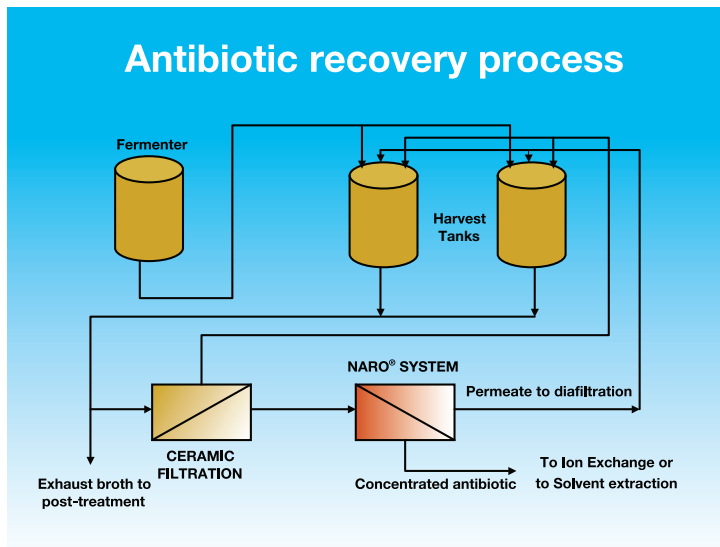 Antibiotic recovery process
Fermenter
Harvest
Tanks
NARO® SYSTEM
Permeate to diafiltration
CERAMIC
FILTRATION
Exhaust broth to
post-treatment
Concentrated antibiotic
To Ion Exchange or
to Solvent extraction